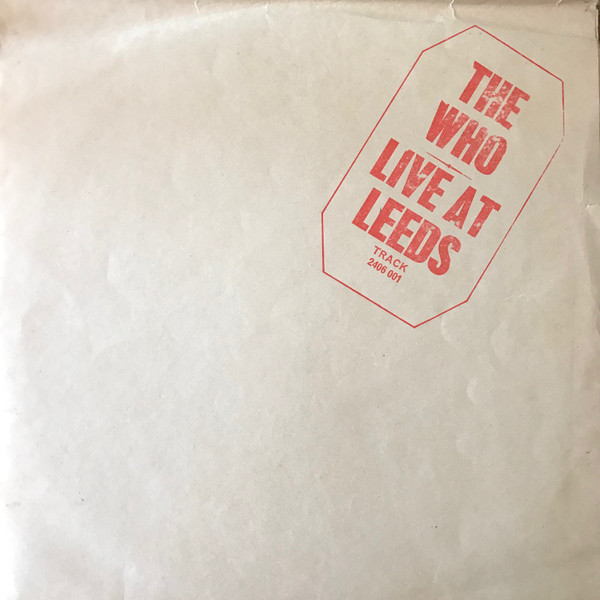 THE
WHO
LIVE AT
LEEDS
TRACK
2406 001